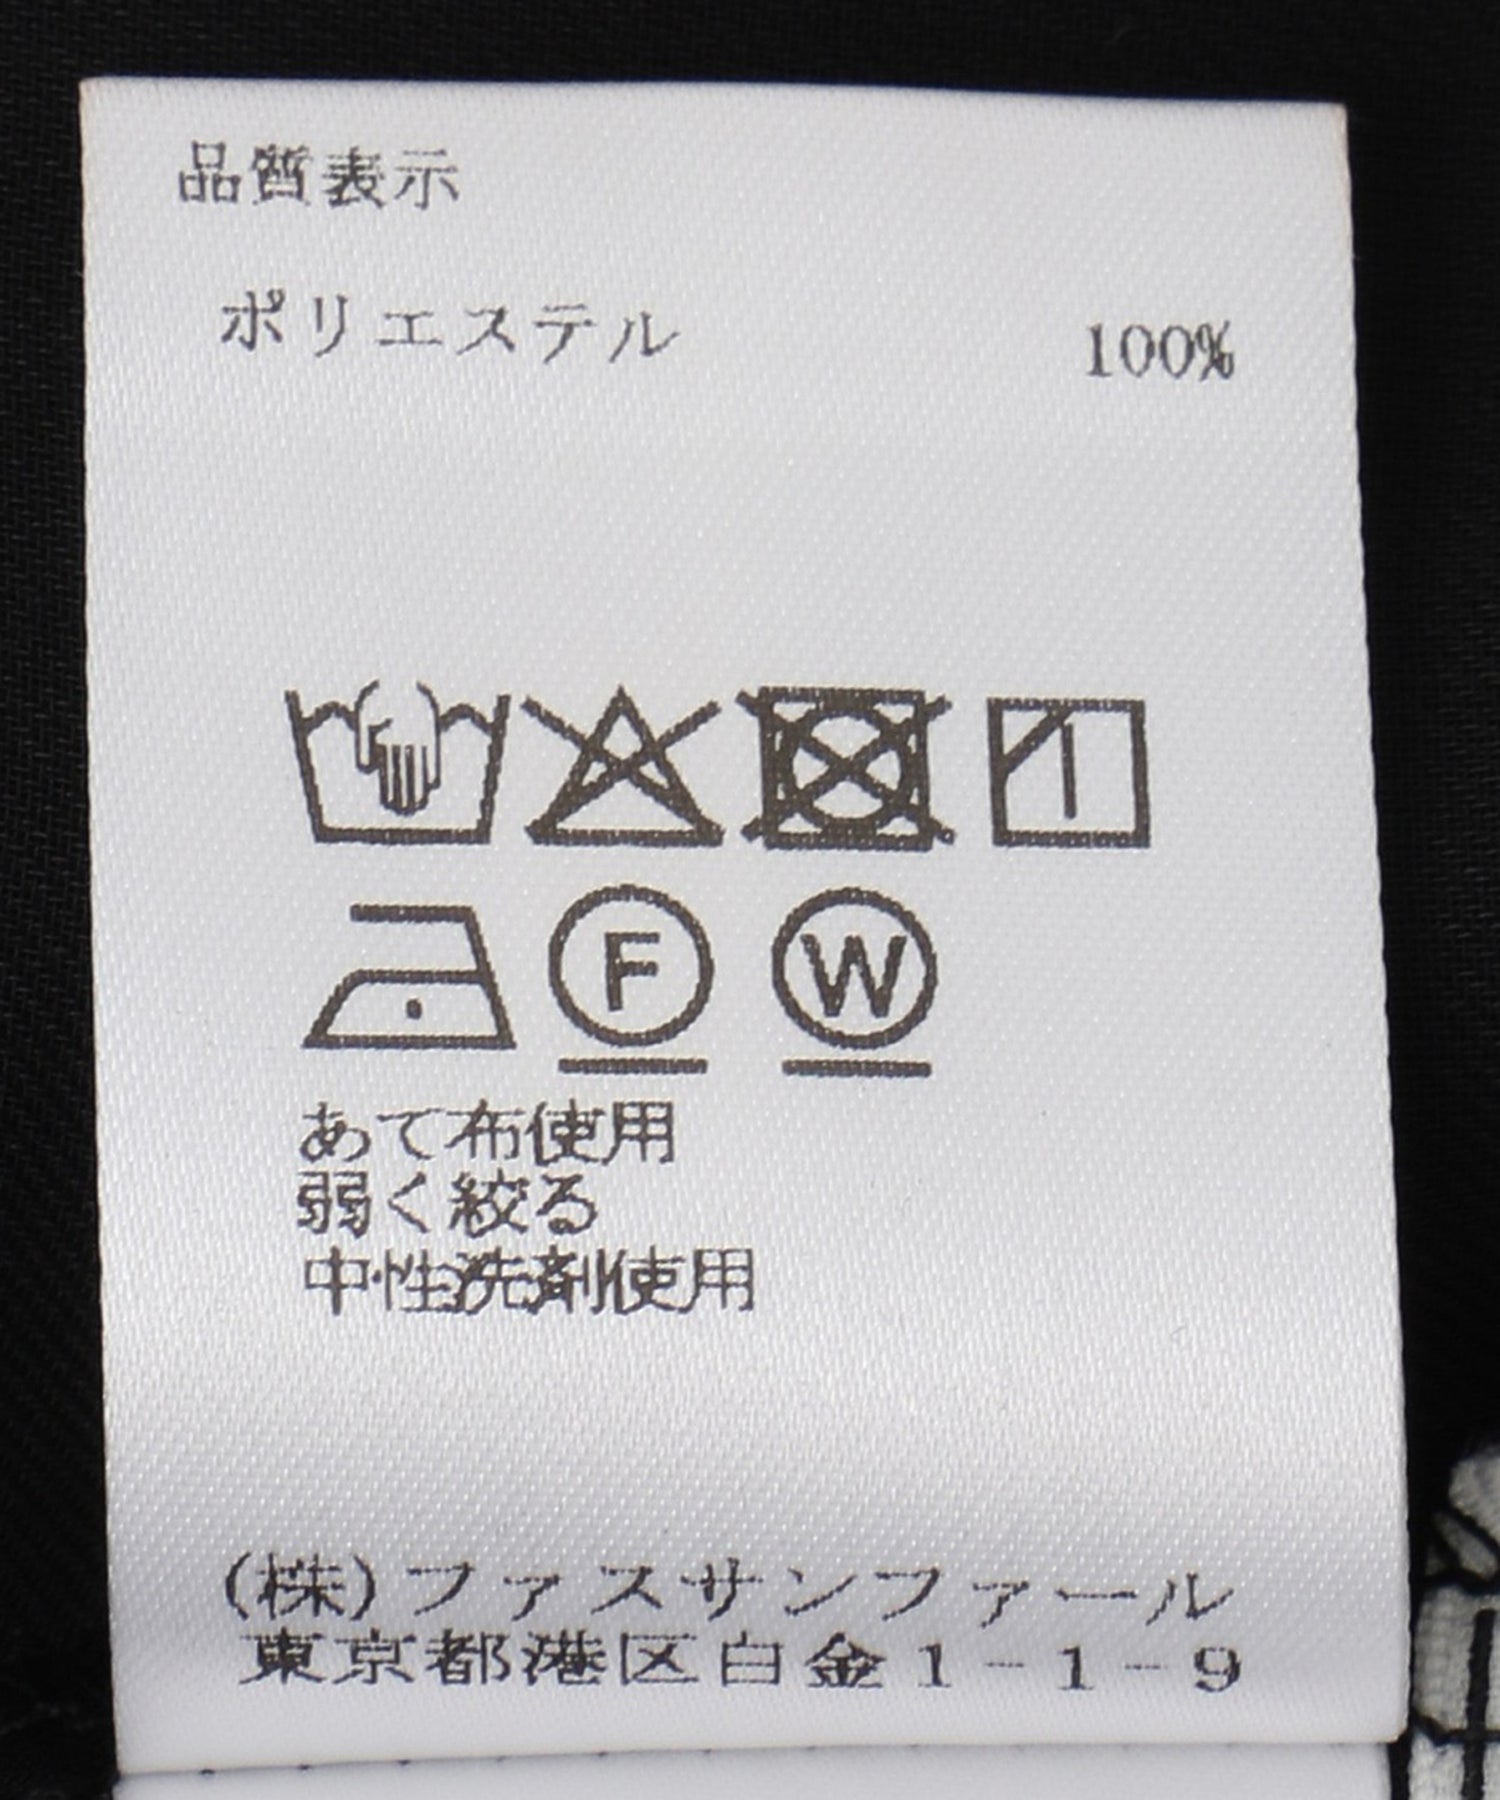 品質表示
ポリエステル 100%
F W
あて布使用
弱く絞る
中性洗剤使用
(株)ファスサンファール
東京都港区白金1-1-9